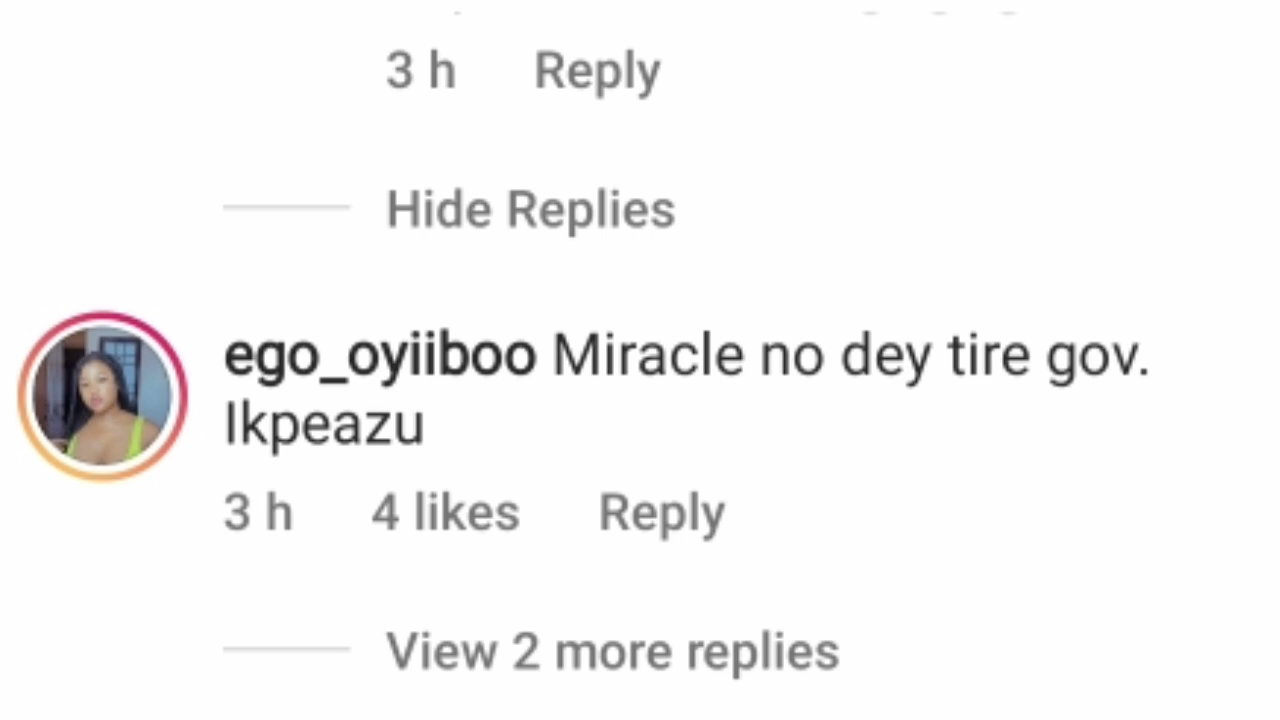 3 h Reply
Hide Replies
ego_oyiiboo Miracle no dey tire gov.
Ikpeazu
3 h 4 likes Reply
View 2 more replies